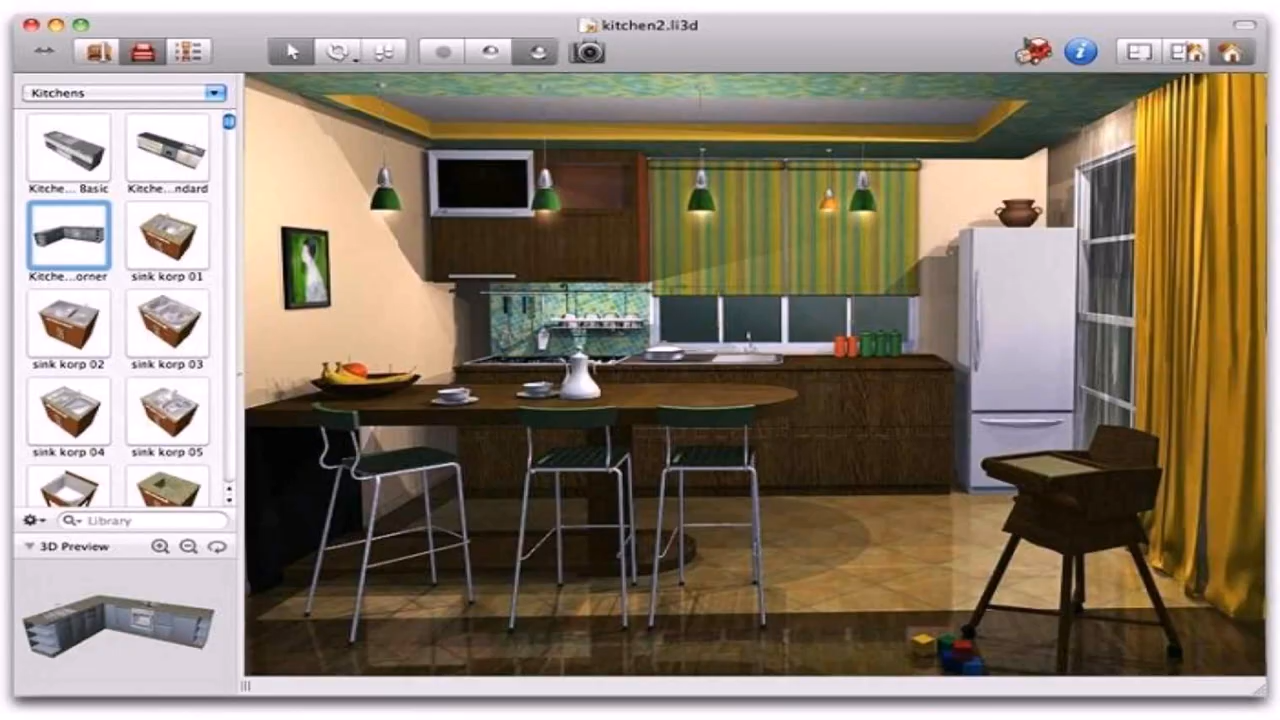 kitchen2.li3d
Kitchens
Kitche... Basic
Kitche...ndard
Kitche...orner
sink korp 01
sink korp 02
sink korp 03
sink korp 04
sink korp 05
Library
3D Preview